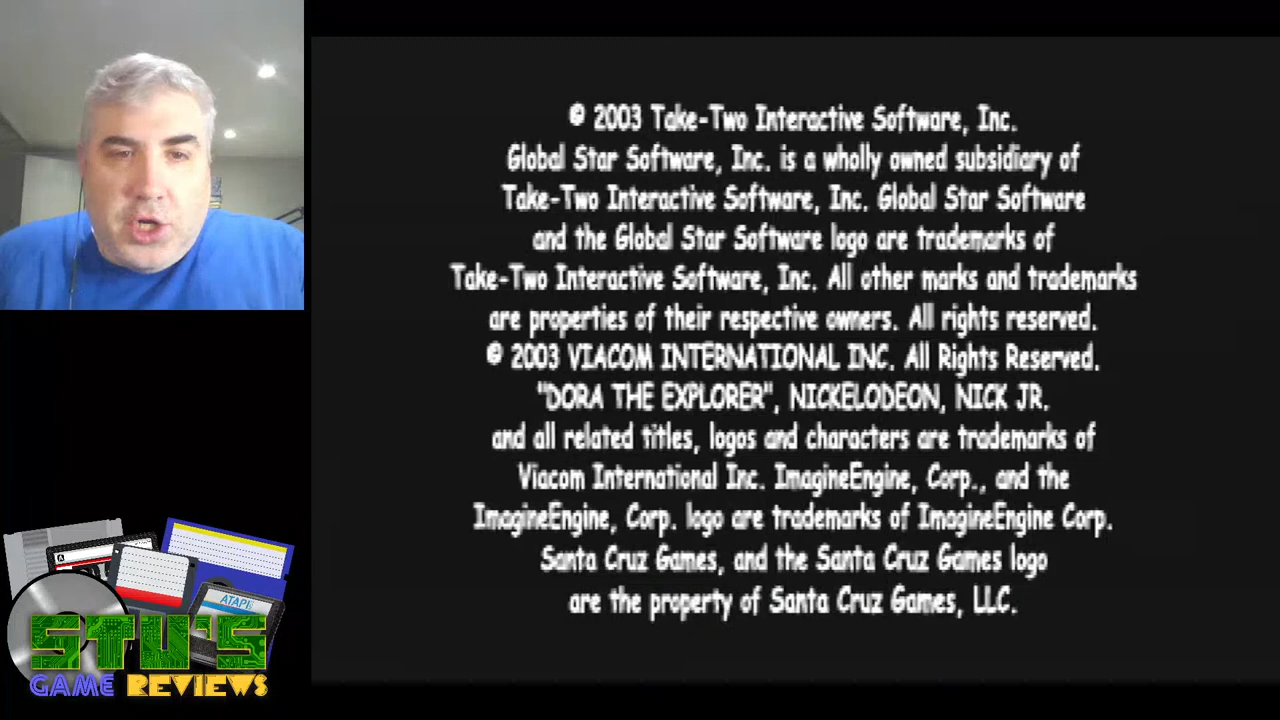 © 2003 Take-Two Interactive Software, Inc.
Global Star Software, Inc. is a wholly owned subsidiary of
Take-Two Interactive Software, Inc. Global Star Software
and the Global Star Software logo are trademarks of
Take-Two Interactive Software, Inc. All other marks and trademarks
are properties of their respective owners. All rights reserved.
© 2003 VIACOM INTERNATIONAL INC. All Rights Reserved.
"DORA THE EXPLORER", NICKELODEON, NICK JR.
and all related titles, logos and characters are trademarks of
Viacom International Inc. ImagineEngine, Corp., and the
ImagineEngine, Corp. logo are trademarks of ImagineEngine Corp.
Santa Cruz Games, and the Santa Cruz Games logo
are the property of Santa Cruz Games, LLC.
A
STU'S
GAME REVIEWS